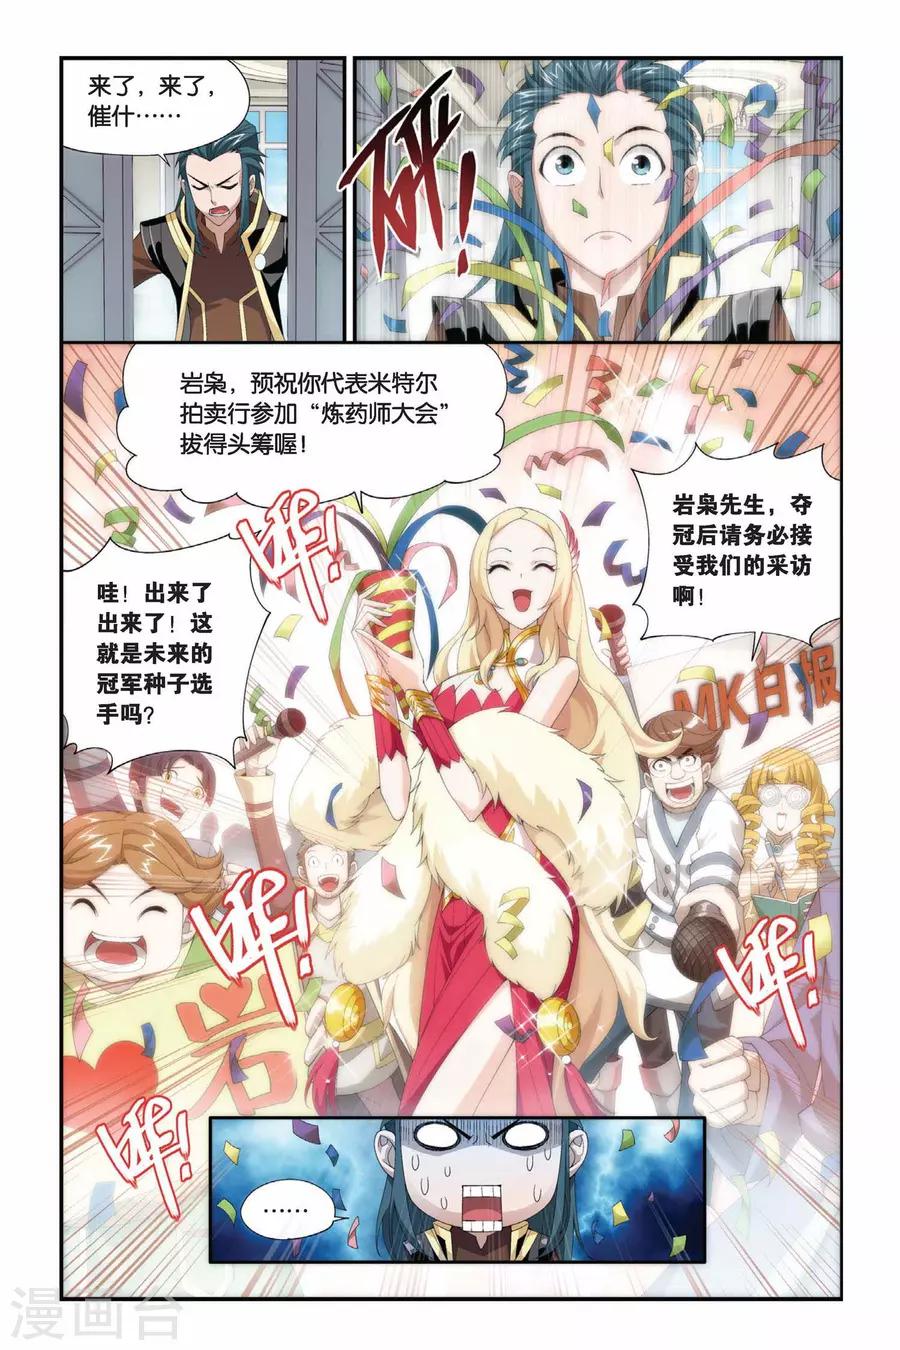 来了，来了，
催什……
砰！
岩枭，预祝你代表米特尔
拍卖行参加“炼药师大会”
拔得头筹喔！
岩枭先生，夺
冠后请务必接
受我们的采访
啊！
哇！出来了
出来了！这
就是未来的
冠军种子选
手吗？
哗！
MK日报
哗！
岩
哗！
哗！
……
漫画台